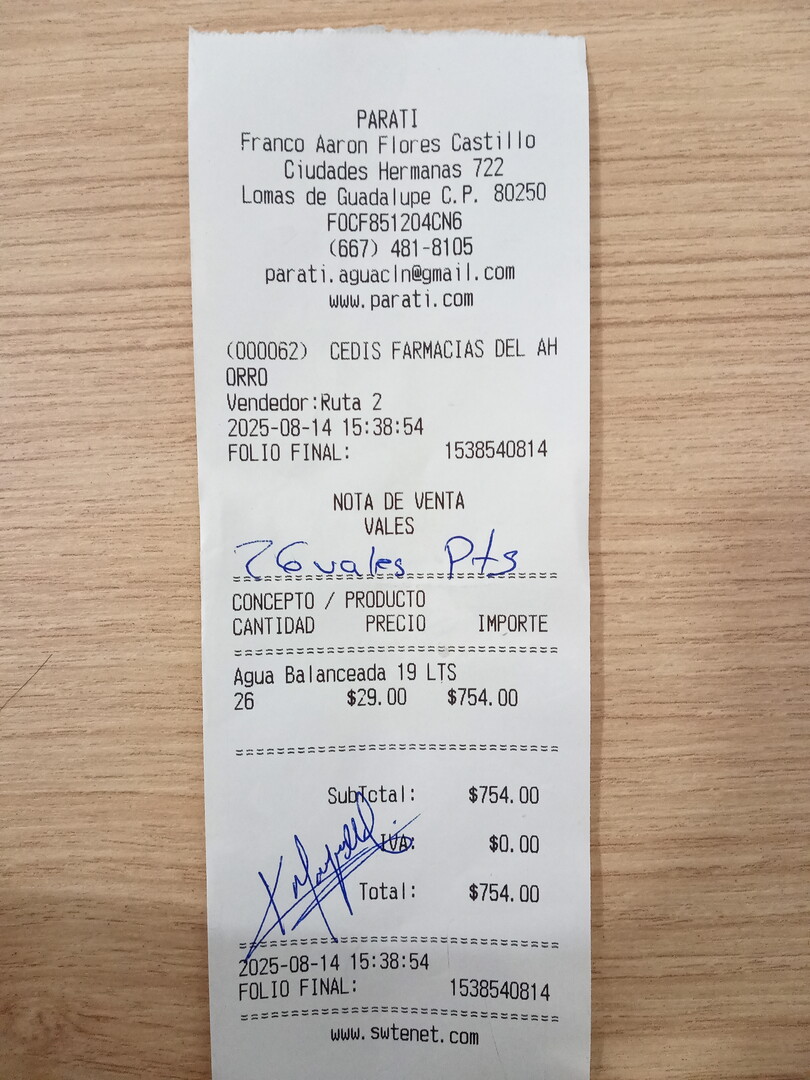 PARATI
Franco Aaron Flores Castillo
Ciudades Hermanas 722
Lomas de Guadalupe C.P. 80250
FOCF851204CN6
(667) 481-8105
parati.aguacln@gmail.com
www.parati.com
(000062) CEDIS FARMACIAS DEL AH
ORRO
Vendedor:Ruta 2
2025-08-14 15:38:54
FOLIO FINAL: 1538540814
NOTA DE VENTA
VALES
26 vales Pts
CONCEPTO / PRODUCTO
CANTIDAD PRECIO IMPORTE
Agua Balanceada 19 LTS
26 $29.00 $754.00
SubTotal: $754.00
IVA: $0.00
Total: $754.00
2025-08-14 15:38:54
FOLIO FINAL: 1538540814
www.swtenet.com